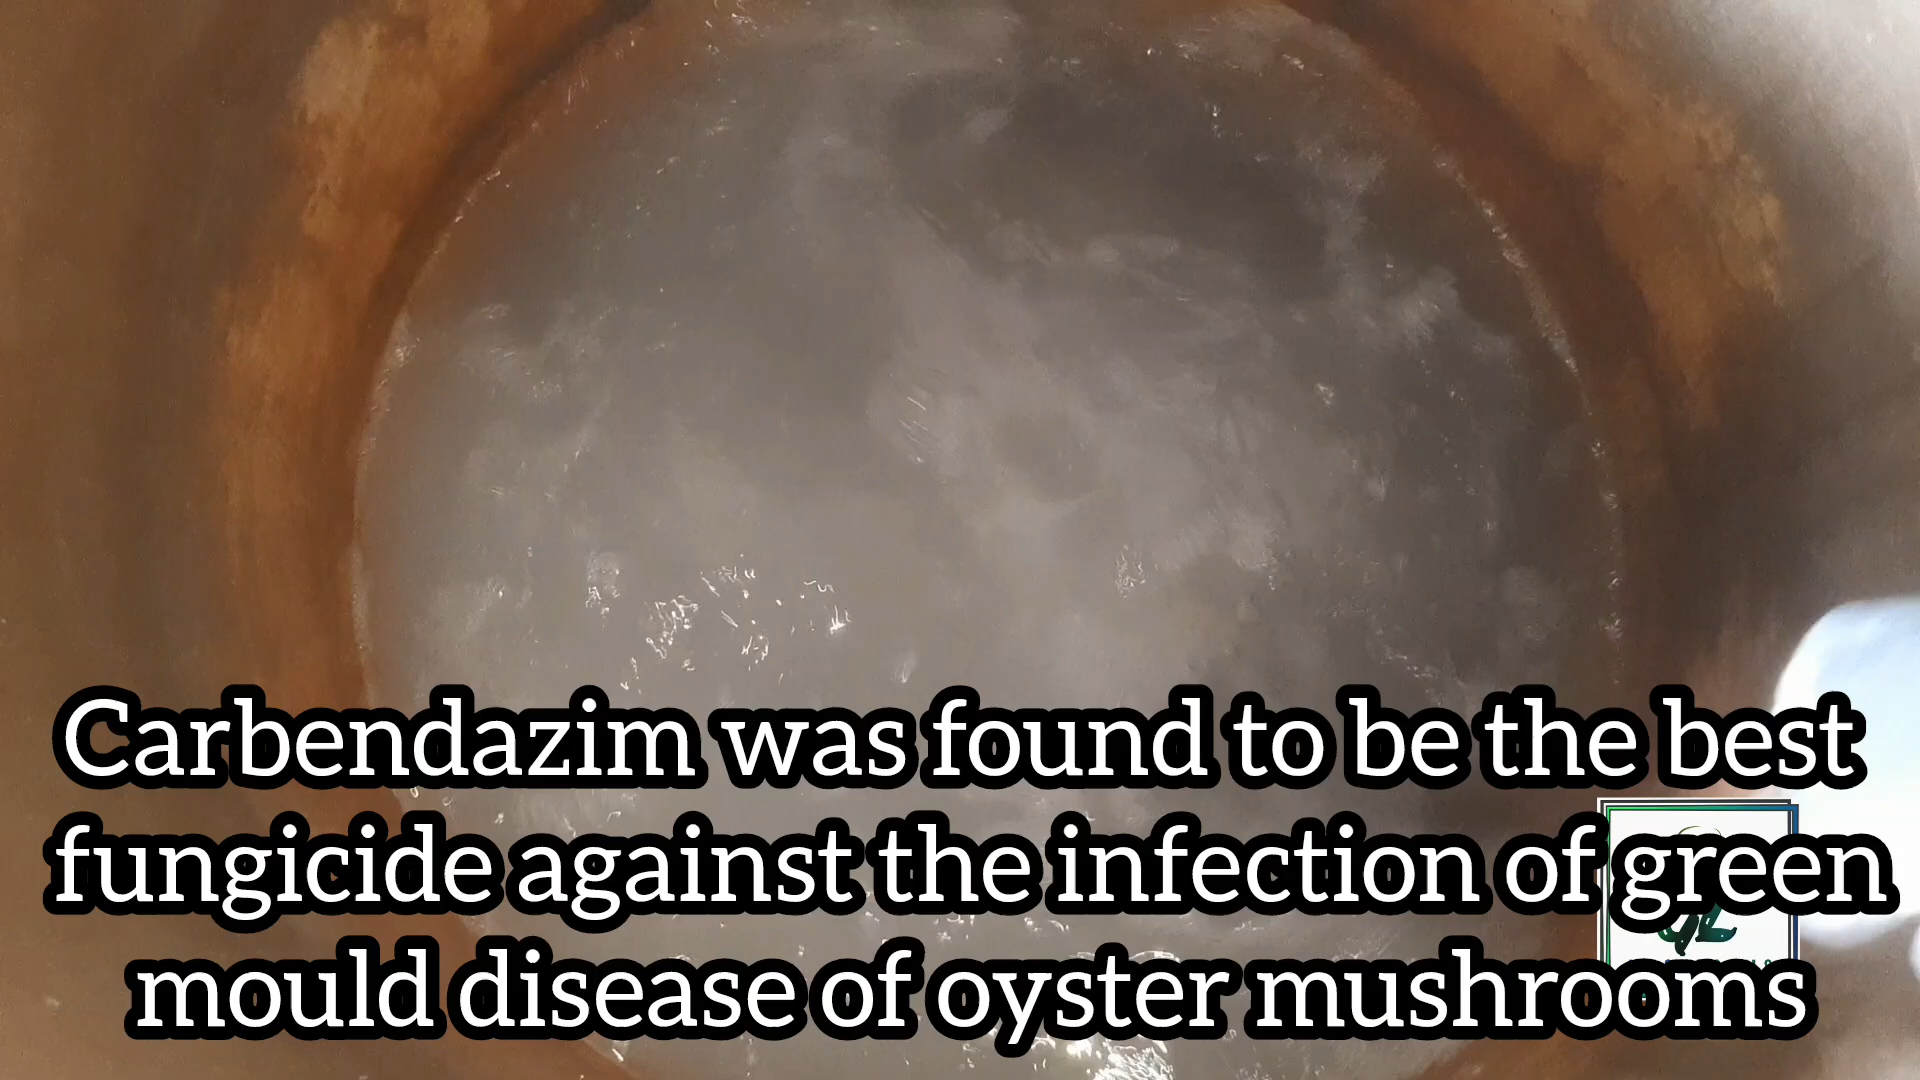 Carbendazim was found to be the best
fungicide against the infection of green
mould disease of oyster mushrooms